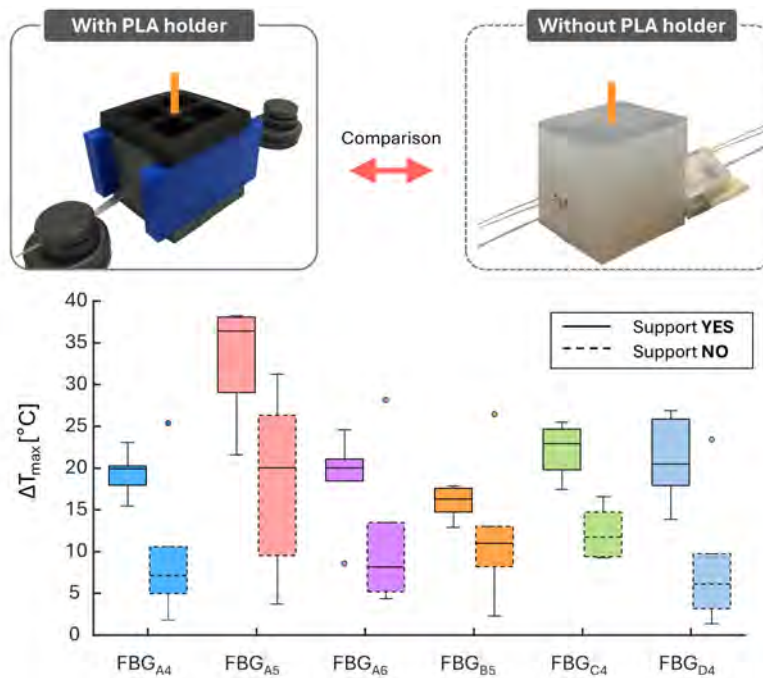 With PLA holder
Without PLA holder
Comparison
ΔTmax [°C]
40
35
30
25
20
15
10
5
0
Support YES
Support NO
FBGA4
FBGA5
FBGA6
FBGB5
FBGC4
FBGD4